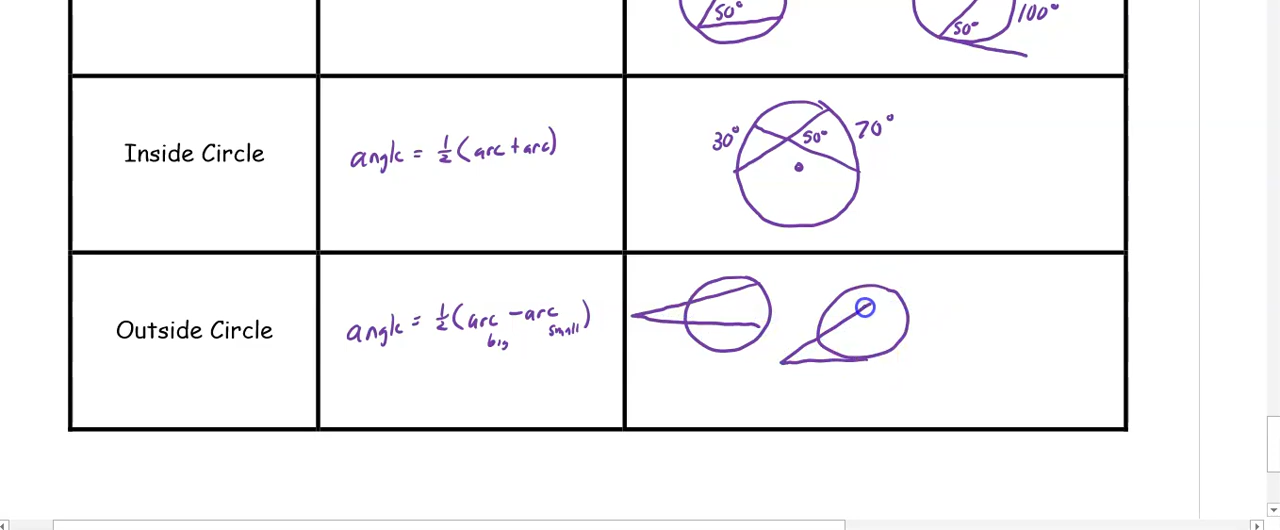 50°
50°
100°
Inside Circle
angle = 1/2 (arc + arc)
30°
50°
70°
Outside Circle
angle = 1/2 (arc - arc)
big
small